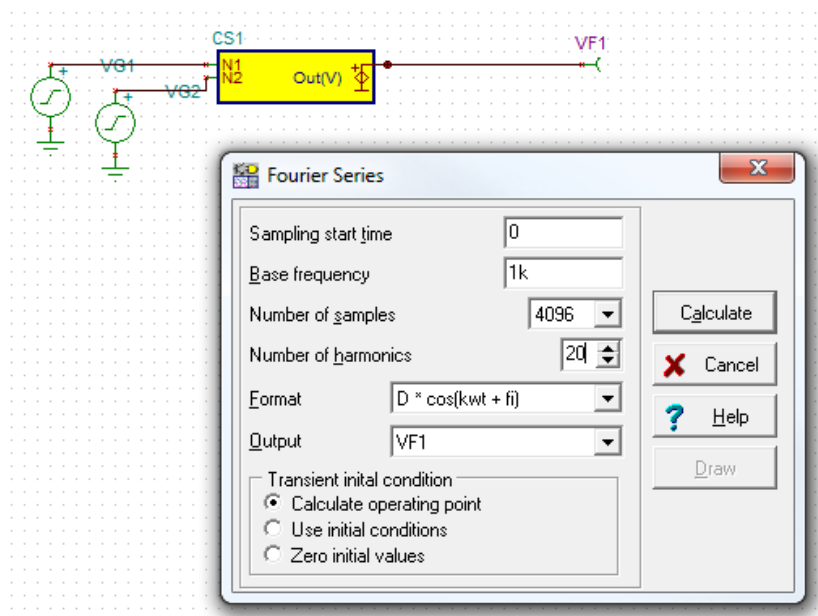 CS1
VF1
VG1
N1
N2
Out(V)
VG2
Fourier Series
Sampling start time 0
Base frequency 1k
Number of samples 4096
Calculate
Number of harmonics 20
Cancel
Format D * cos(kwt + fi)
Help
Output VF1
Draw
Transient inital condition
Calculate operating point
Use initial conditions
Zero initial values